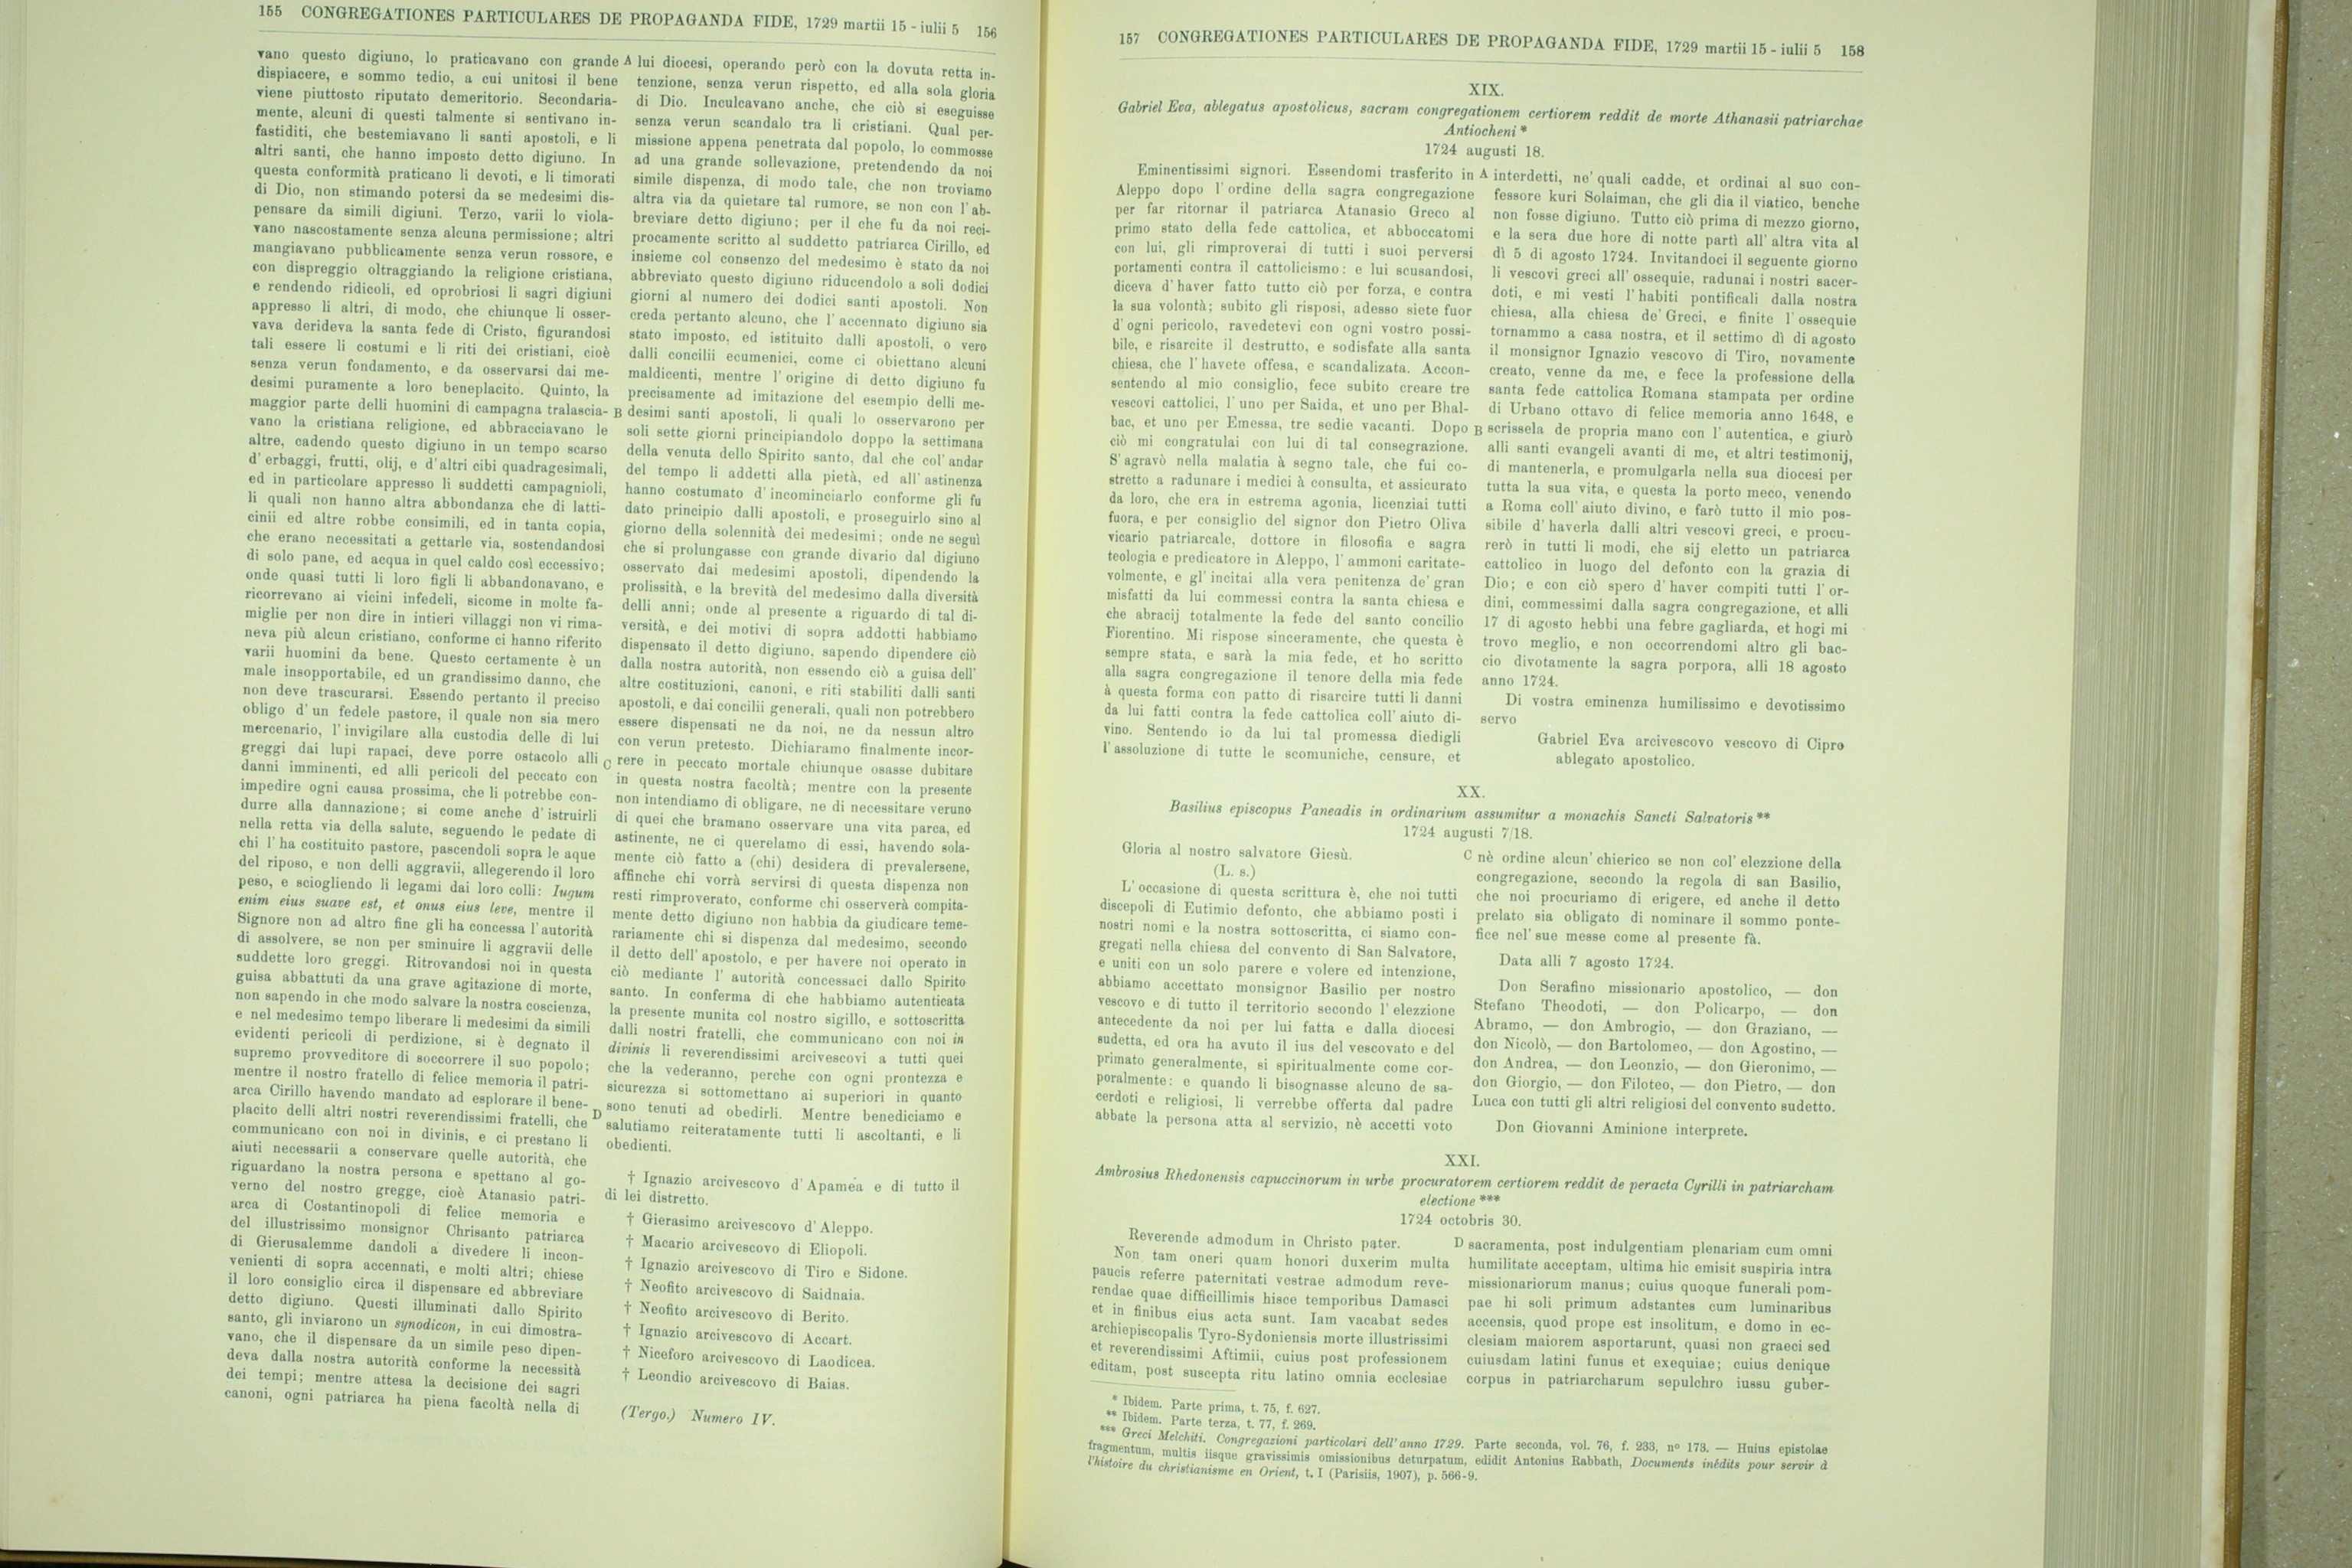 155 CONGREGATIONES PARTICULARES DE PROPAGANDA FIDE, 1729 martii 15 - iulii 5 156
vano questo digiuno, lo praticavano con grande
dispiacere, e sommo tedio, a cui unitosi il bene
viene piuttosto riputato demeritorio. Secondaria-
mente, alcuni di questi talmente si sentivano in-
fastiditi, che bestemiavano li santi apostoli, e li
altri santi, che hanno imposto detto digiuno. In
questa conformità praticano li devoti, e li timorati
di Dio, non stimando potersi da se medesimi dis-
pensare da simili digiuni. Terzo, varii lo viola-
vano nascostamente senza alcuna permissione; altri
mangiavano pubblicamente senza verun rossore, e
con dispreggio oltraggiando la religione cristiana,
e rendendo ridicoli, ed oprobriosi li sagri digiuni
appresso li altri, di modo, che chiunque li osser-
vava derideva la santa fede di Cristo, figurandosi
tali essere li costumi e li riti dei cristiani, cioè
senza verun fondamento, e da osservarsi dai me-
desimi puramente a loro beneplacito. Quinto, la
maggior parte delli huomini di campagna tralascia-
vano la cristiana religione, ed abbracciavano le
altre, cadendo questo digiuno in un tempo scarso
d'erbaggi, frutti, olij, e d'altri cibi quadragesimali,
ed in particolare appresso li suddetti campagnioli,
li quali non hanno altra abbondanza che di latti-
cinii ed altre robbe consimili, ed in tanta copia,
che erano necessitati a gettarle via, sostendandosi
di solo pane, ed acqua in quel caldo così eccessivo;
onde quasi tutti li loro figli li abbandonavano, e
ricorrevano ai vicini infedeli, sicome in molte fa-
miglie per non dire in intieri villaggi non vi rima-
neva più alcun cristiano, conforme ci hanno riferito
varii huomini da bene. Questo certamente è un
male insopportabile, ed un grandissimo danno, che
non deve trascurarsi. Essendo pertanto il preciso
obligo d'un fedele pastore, il quale non sia mero
mercenario, l'invigilare alla custodia delle di lui
greggi dai lupi rapaci, deve porre ostacolo alli
danni imminenti, ed alli pericoli del peccato con
impedire ogni causa prossima, che li potrebbe con-
durre alla dannazione; si come anche d'istruirli
nella retta via della salute, seguendo le pedate di
chi l'ha costituito pastore, pascendoli sopra le aque
del riposo, e non delli aggravii, allegerendo il loro
peso, e sciogliendo li legami dai loro colli: Iugum
enim eius suave est, et onus eius leve, mentre il
Signore non ad altro fine gli ha concessa l'autorità
di assolvere, se non per sminuire li aggravii delle
suddette loro greggi. Ritrovandosi noi in questa
guisa abbattuti da una grave agitazione di morte,
non sapendo in che modo salvare la nostra coscienza,
e nel medesimo tempo liberare li medesimi da simili
evidenti pericoli di perdizione, si è degnato il
supremo provveditore di soccorrere il suo popolo;
mentre il nostro fratello di felice memoria il patri-
arca Cirillo havendo mandato ad esplorare il bene-
placito delli altri nostri reverendissimi fratelli, che
communicano con noi in divinis, e ci prestano li
aiuti necessarii a conservare quelle autorità, che
riguardano la nostra persona e spettano al go-
verno del nostro gregge, cioè Atanasio patri-
arca di Costantinopoli di felice memoria e
del illustrissimo monsignor Chrisanto patriarca
di Gierusalemme dandoli a divedere li incon-
venienti di sopra accennati, e molti altri; chiese
il loro consiglio circa il dispensare ed abbreviare
detto digiuno. Questi illuminati dallo Spirito
santo, gli inviarono un synodicon, in cui dimostra-
vano, che il dispensare da un simile peso dipen-
deva dalla nostra autorità conforme la necessità
dei tempi; mentre attesa la decisione dei sagri
canoni, ogni patriarca ha piena facoltà nella di
A lui diocesi, operando però con la dovuta retta in-
tenzione, senza verun rispetto, ed alla sola gloria
di Dio. Inculcavano anche, che ciò si eseguisse
senza verun scandalo tra li cristiani. Qual per-
missione appena penetrata dal popolo, lo commosse
ad una grande sollevazione, pretendendo da noi
simile dispenza, di modo tale, che non troviamo
altra via da quietare tal rumore, se non con l'ab-
breviare detto digiuno; per il che fu da noi reci-
procamente scritto al suddetto patriarca Cirillo, ed
insieme col consenzo del medesimo è stato da noi
abbreviato questo digiuno riducendolo a soli dodici
giorni al numero dei dodici santi apostoli. Non
creda pertanto alcuno, che l'accennato digiuno sia
stato imposto, ed istituito dalli apostoli, o vero
dalli concilii ecumenici, come ci obiettano alcuni
maldicenti, mentre l'origine di detto digiuno fu
precisamente ad imitazione del esempio delli me-
B desimi santi apostoli, li quali lo osservarono per
soli sette giorni principiandolo doppo la settimana
della venuta dello Spirito santo, dal che col'andar
del tempo li addetti alla pietà, ed all'astinenza
hanno costumato d'incominciarlo conforme gli fu
dato principio dalli apostoli, e proseguirlo sino al
giorno della solennità dei medesimi; onde ne seguì
che si prolungasse con grande divario dal digiuno
osservato dai medesimi apostoli, dipendendo la
prolissità, e la brevità del medesimo dalla diversità
delli anni; onde al presente a riguardo di tal di-
versità, e dei motivi di sopra addotti habbiamo
dispensato il detto digiuno, sapendo dipendere ciò
dalla nostra autorità, non essendo ciò a guisa dell'
altre costituzioni, canoni, e riti stabiliti dalli santi
apostoli, e dai concilii generali, quali non potrebbero
essere dispensati ne da noi, ne da nessun altro
con verun pretesto. Dichiaramo finalmente incor-
C rere in peccato mortale chiunque osasse dubitare
in questa nostra facoltà; mentre con la presente
non intendiamo di obligare, ne di necessitare veruno
di quei che bramano osservare una vita parca, ed
astinente, ne ci querelamo di essi, havendo sola-
mente ciò fatto a (chi) desidera di prevalersene,
affinche chi vorrà servirsi di questa dispenza non
resti rimproverato, conforme chi osserverà compita-
mente detto digiuno non habbia da giudicare teme-
rariamente chi si dispenza dal medesimo, secondo
il detto dell'apostolo, e per havere noi operato in
ciò mediante l'autorità concessaci dallo Spirito
santo. In conferma di che habbiamo autenticata
la presente munita col nostro sigillo, e sottoscritta
dalli nostri fratelli, che communicano con noi in
divinis li reverendissimi arcivescovi a tutti quei
che la vederanno, perche con ogni prontezza e
sicurezza si sottomettano ai superiori in quanto
D sono tenuti ad obedirli. Mentre benediciamo e
salutiamo reiteratamente tutti li ascoltanti, e li
obedienti.
† Ignazio arcivescovo d'Apamea e di tutto il
di lei distretto.
† Gierasimo arcivescovo d'Aleppo.
† Macario arcivescovo di Eliopoli.
† Ignazio arcivescovo di Tiro e Sidone.
† Neofito arcivescovo di Saidnaia.
† Neofito arcivescovo di Berito.
† Ignazio arcivescovo di Accart.
† Niceforo arcivescovo di Laodicea.
† Leondio arcivescovo di Baias.
(Tergo.) Numero IV.
157 CONGREGATIONES PARTICULARES DE PROPAGANDA FIDE, 1729 martii 15 - iulii 5 158
XIX.
Gabriel Eva, ablegatus apostolicus, sacram congregationem certiorem reddit de morte Athanasii patriarchae
Antiocheni *
1724 augusti 18.
Eminentissimi signori. Essendomi trasferito in
Aleppo dopo l'ordine della sagra congregazione
per far ritornar il patriarca Atanasio Greco al
primo stato della fede cattolica, et abboccatomi
con lui, gli rimproverai di tutti i suoi perversi
portamenti contra il cattolicismo: e lui scusandosi,
diceva d'haver fatto tutto ciò per forza, e contra
la sua volontà; subito gli risposi, adesso siete fuor
d'ogni pericolo, ravedetevi con ogni vostro possi-
bile, e risarcite il destrutto, e sodisfate alla santa
chiesa, che l'havete offesa, e scandalizata. Accon-
sentendo al mio consiglio, fece subito creare tre
vescovi cattolici, l'uno per Saida, et uno per Bhal-
bac, et uno per Emessa, tre sedie vacanti. Dopo
ciò mi congratulai con lui di tal consegrazione.
S'agravò nella malatia à segno tale, che fui co-
stretto a radunare i medici à consulta, et assicurato
da loro, che era in estrema agonia, licenziai tutti
fuora, e per consiglio del signor don Pietro Oliva
vicario patriarcale, dottore in filosofia e sagra
teologia e predicatore in Aleppo, l'ammoni caritate-
volmente, e gl'incitai alla vera penitenza de'gran
misfatti da lui commessi contra la santa chiesa e
che abracij totalmente la fede del santo concilio
Fiorentino. Mi rispose sinceramente, che questa è
sempre stata, e sarà la mia fede, et ho scritto
alla sagra congregazione il tenore della mia fede
à questa forma con patto di risarcire tutti li danni
da lui fatti contra la fede cattolica coll'aiuto di-
vino. Sentendo io da lui tal promessa diedigli
l'assoluzione di tutte le scomuniche, censure, et
A interdetti, ne'quali cadde, et ordinai al suo con-
fessore kuri Solaiman, che gli dia il viatico, benche
non fosse digiuno. Tutto ciò prima di mezzo giorno,
e la sera due hore di notte partì all'altra vita al
dì 5 di agosto 1724. Invitandoci il seguente giorno
li vescovi greci all'ossequie, radunai i nostri sacer-
doti, e mi vesti l'habiti pontificali dalla nostra
chiesa, alla chiesa de'Greci, e finite l'ossequie
tornammo a casa nostra, et il settimo dì di agosto
il monsignor Ignazio vescovo di Tiro, novamente
creato, venne da me, e fece la professione della
santa fede cattolica Romana stampata per ordine
di Urbano ottavo di felice memoria anno 1648, e
B scrissela de propria mano con l'autentica, e giurò
alli santi evangeli avanti di me, et altri testimonij,
di mantenerla, e promulgarla nella sua diocesi per
tutta la sua vita, e questa la porto meco, venendo
a Roma coll'aiuto divino, e farò tutto il mio pos-
sibile d'haverla dalli altri vescovi greci, e procu-
rerò in tutti li modi, che sij eletto un patriarca
cattolico in luogo del defonto con la grazia di
Dio; e con ciò spero d'haver compiti tutti l'or-
dini, commessimi dalla sagra congregazione, et alli
17 di agosto hebbi una febre gagliarda, et hogi mi
trovo meglio, e non occorrendomi altro gli bac-
cio divotamente la sagra porpora, alli 18 agosto
anno 1724.
Di vostra eminenza humilissimo e devotissimo
servo
Gabriel Eva arcivescovo vescovo di Cipro
ablegato apostolico.
XX.
Basilius episcopus Paneadis in ordinarium assumitur a monachis Sancti Salvatoris **
1724 augusti 7/18.
Gloria al nostro salvatore Giesù.
(L. s.)
L'occasione di questa scrittura è, che noi tutti
discepoli di Eutimio defonto, che abbiamo posti i
nostri nomi e la nostra sottoscritta, ci siamo con-
gregati nella chiesa del convento di San Salvatore,
e uniti con un solo parere e volere ed intenzione,
abbiamo accettato monsignor Basilio per nostro
vescovo e di tutto il territorio secondo l'elezzione
antecedente da noi per lui fatta e dalla diocesi
sudetta, ed ora ha avuto il ius del vescovato e del
primato generalmente, si spiritualmente come cor-
poralmente: e quando li bisognasse alcuno de sa-
cerdoti e religiosi, li verrebbe offerta dal padre
abbate la persona atta al servizio, nè accetti voto
C nè ordine alcun'chierico se non col'elezzione della
congregazione, secondo la regola di san Basilio,
che noi procuriamo di erigere, ed anche il detto
prelato sia obligato di nominare il sommo ponte-
fice nel'sue messe come al presente fà.
Data alli 7 agosto 1724.
Don Serafino missionario apostolico, — don
Stefano Theodoti, — don Policarpo, — don
Abramo, — don Ambrogio, — don Graziano, —
don Nicolò, — don Bartolomeo, — don Agostino, —
don Andrea, — don Leonzio, — don Gieronimo, —
don Giorgio, — don Filoteo, — don Pietro, — don
Luca con tutti gli altri religiosi del convento sudetto.
Don Giovanni Aminione interprete.
XXI.
Ambrosius Rhedonensis capuccinorum in urbe procuratorem certiorem reddit de peracta Cyrilli in patriarcham
electione ***
1724 octobris 30.
Reverende admodum in Christo pater.
Non tam oneri quam honori duxerim multa
paucis referre paternitati vestrae admodum reve-
rendae quae difficillimis hisce temporibus Damasci
et in finibus eius acta sunt. Iam vacabat sedes
archiepiscopalis Tyro-Sydoniensis morte illustrissimi
et reverendissimi Aftimii, cuius post professionem
editam, post suscepta ritu latino omnia ecclesiae
D sacramenta, post indulgentiam plenariam cum omni
humilitate acceptam, ultima hic emisit suspiria intra
missionariorum manus; cuius quoque funerali pom-
pae hi soli primum adstantes cum luminaribus
accensis, quod prope est insolitum, e domo in ec-
clesiam maiorem asportarunt, quasi non graeci sed
cuiusdam latini funus et exequiae; cuius denique
corpus in patriarcharum sepulchro iussu guber-
* Ibidem. Parte prima, t. 75, f. 627.
** Ibidem. Parte terza, t. 77, f. 269.
*** Greci Melchiti. Congregazioni particolari dell'anno 1729. Parte seconda, vol. 76, f. 233, nº 173. — Huius epistolae
fragmentum, multis iisque gravissimis omissionibus deturpatum, edidit Antonius Rabbath, Documents inédits pour servir à
l'histoire du christianisme en Orient, t. I (Parisiis, 1907), p. 566-9.